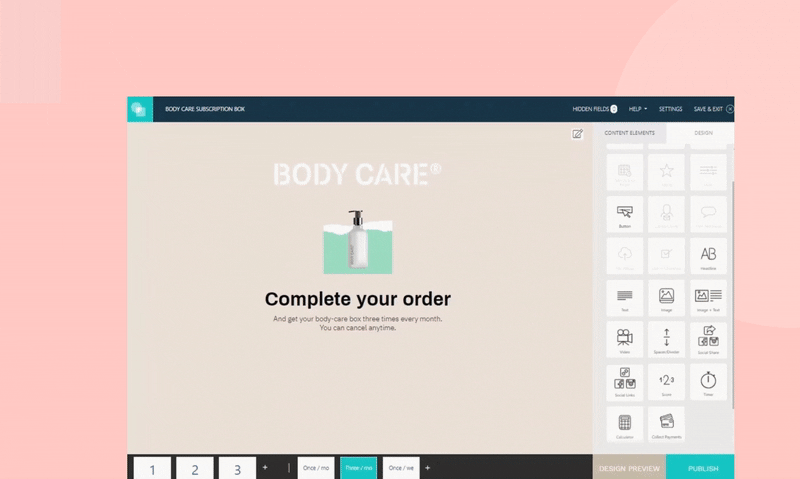 BODY CARE SUBSCRIPTION BOX
HIDDEN FIELDS 0
HELP
SETTINGS
SAVE & EXIT
CONTENT ELEMENTS
DESIGN
BODY CARE®
Complete your order
And get your body-care box three times every month.
You can cancel anytime.
Button
AB
Headline
Text
Image
Image + Text
Video
Spacer/Divider
Social Share
Social Links
123
Score
Timer
Calculator
Collect Payments
1
2
3
+
Once / mo
Three / mo
Once / we
+
DESIGN PREVIEW
PUBLISH